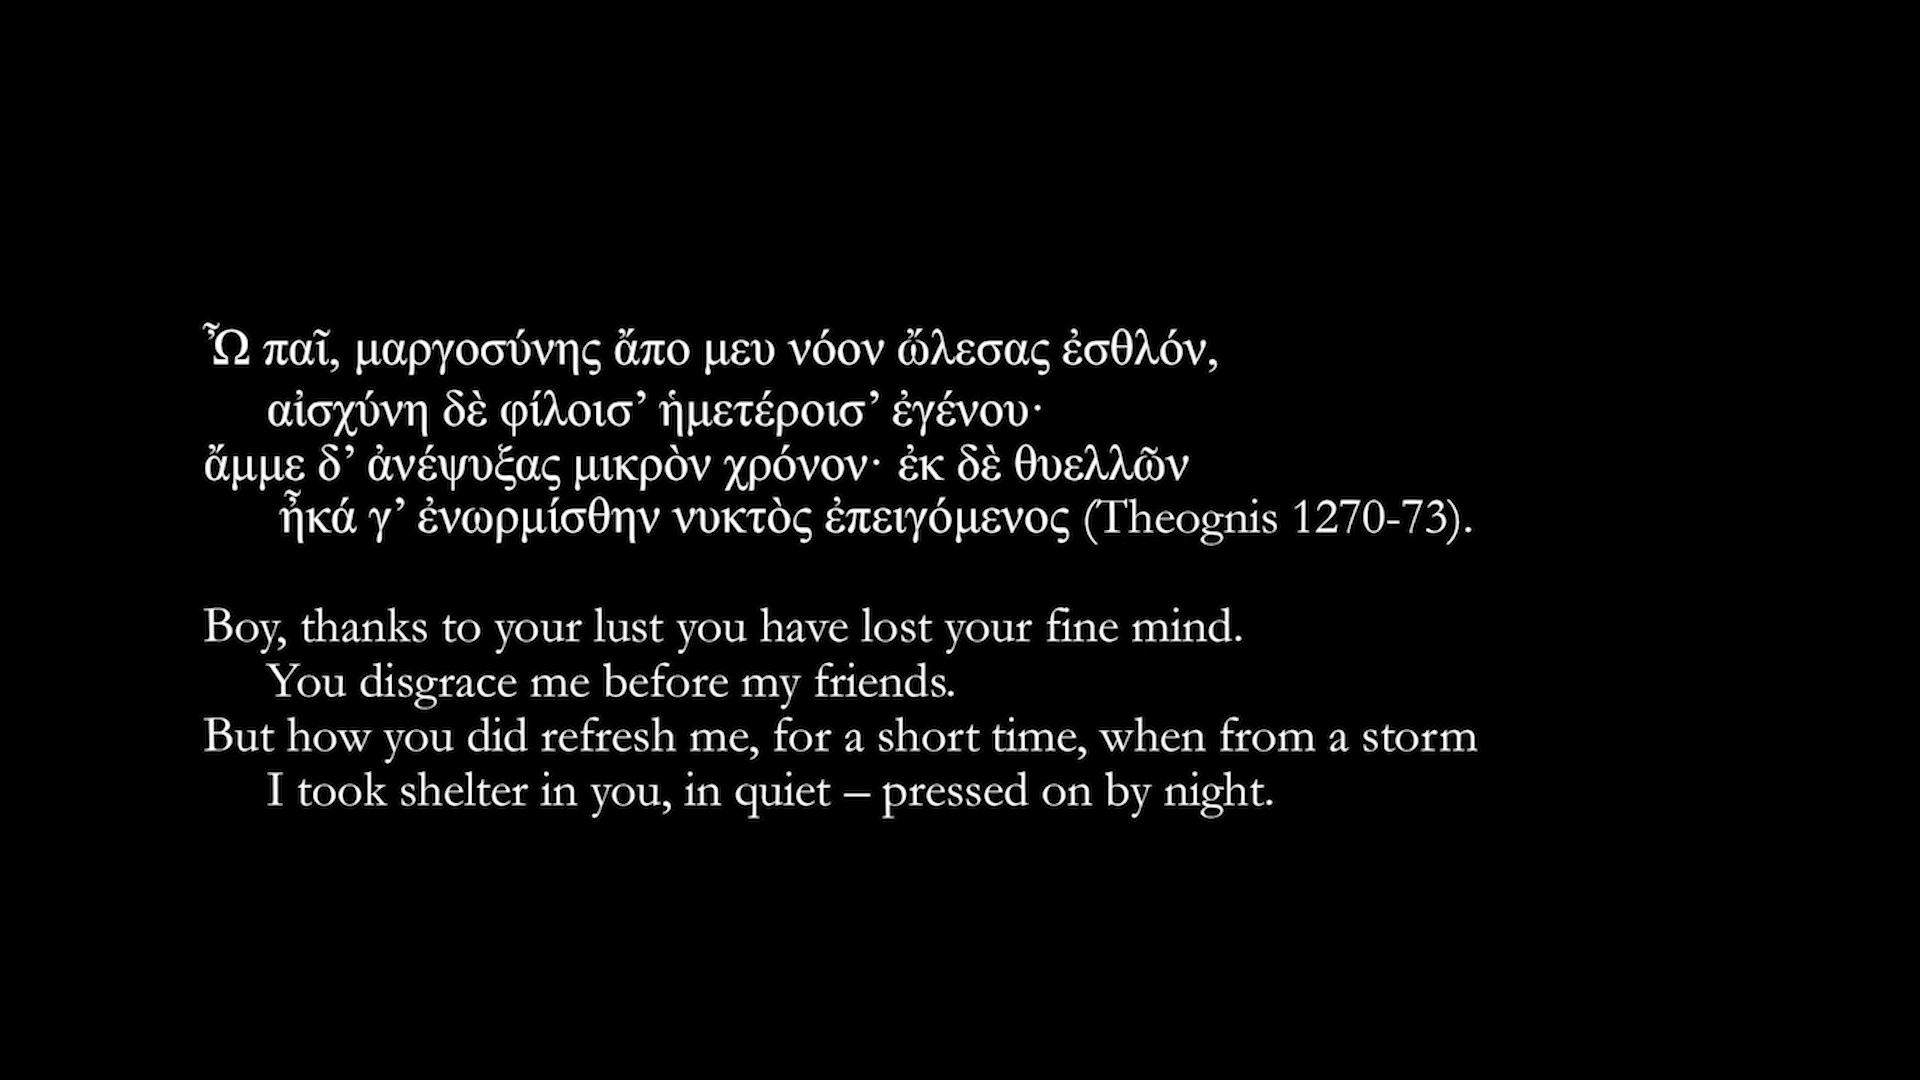 Ὦ παῖ, μαργοσύνης ἄπο μευ νόον ὤλεσας ἐσθλόν,
αἰσχύνη δὲ φίλοισ’ ἡμετέροισ’ ἐγένου·
ἄμμε δ’ ἀνέψυξας μικρὸν χρόνον· ἐκ δὲ θυελλῶν
ἦκά γ’ ἐνωρμίσθην νυκτὸς ἐπειγόμενος (Theognis 1270-73).
Boy, thanks to your lust you have lost your fine mind.
You disgrace me before my friends.
But how you did refresh me, for a short time, when from a storm
I took shelter in you, in quiet – pressed on by night.